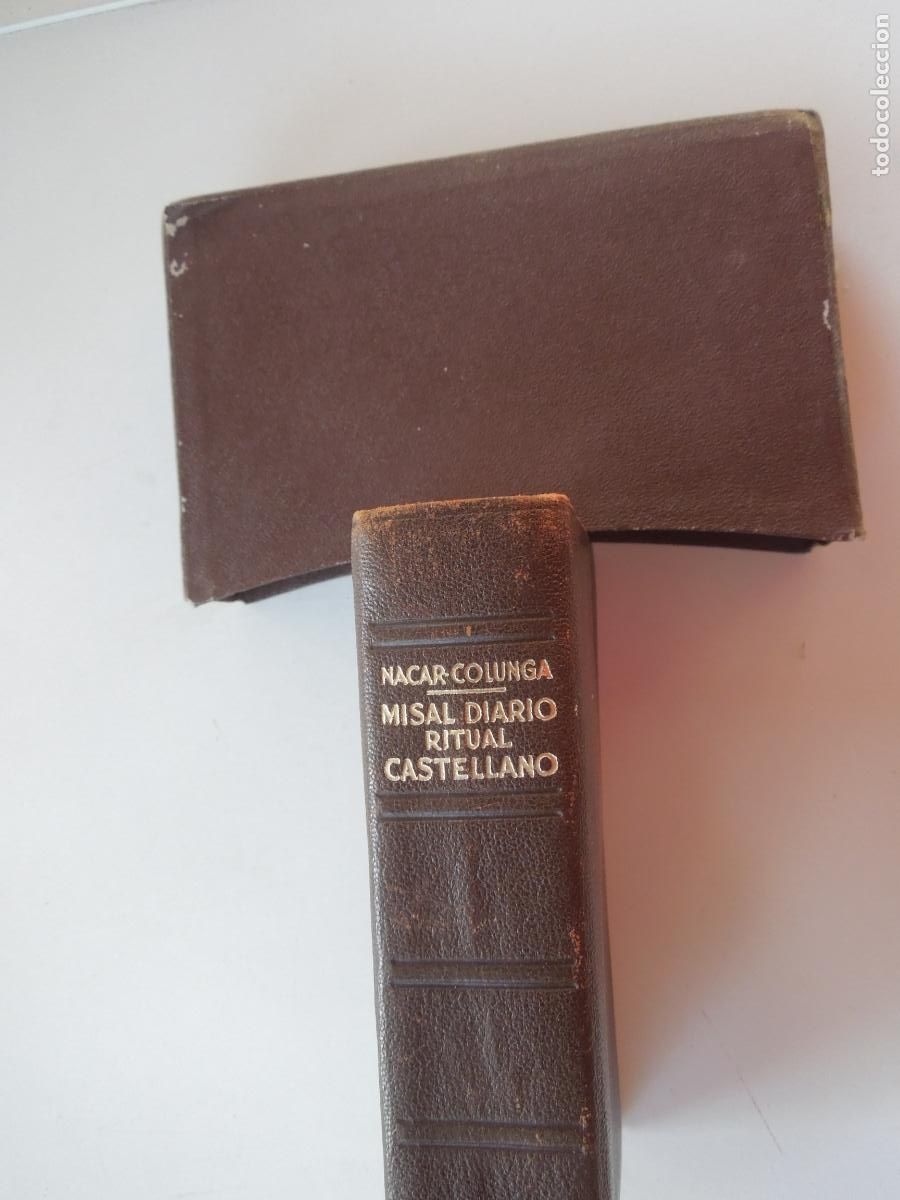 NACAR-COLUNGA
MISAL DIARIO
RITUAL
CASTELLANO
todocoleccion